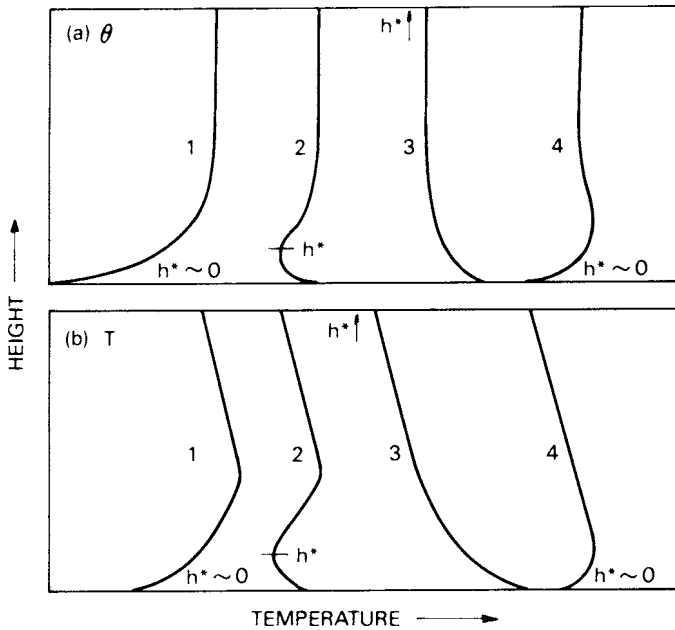 (a) θ
h*
1
2
3
4
h*
h* ~ 0
h* ~ 0
HEIGHT
(b) T
h*
1
2
3
4
h*
h* ~ 0
h* ~ 0
TEMPERATURE